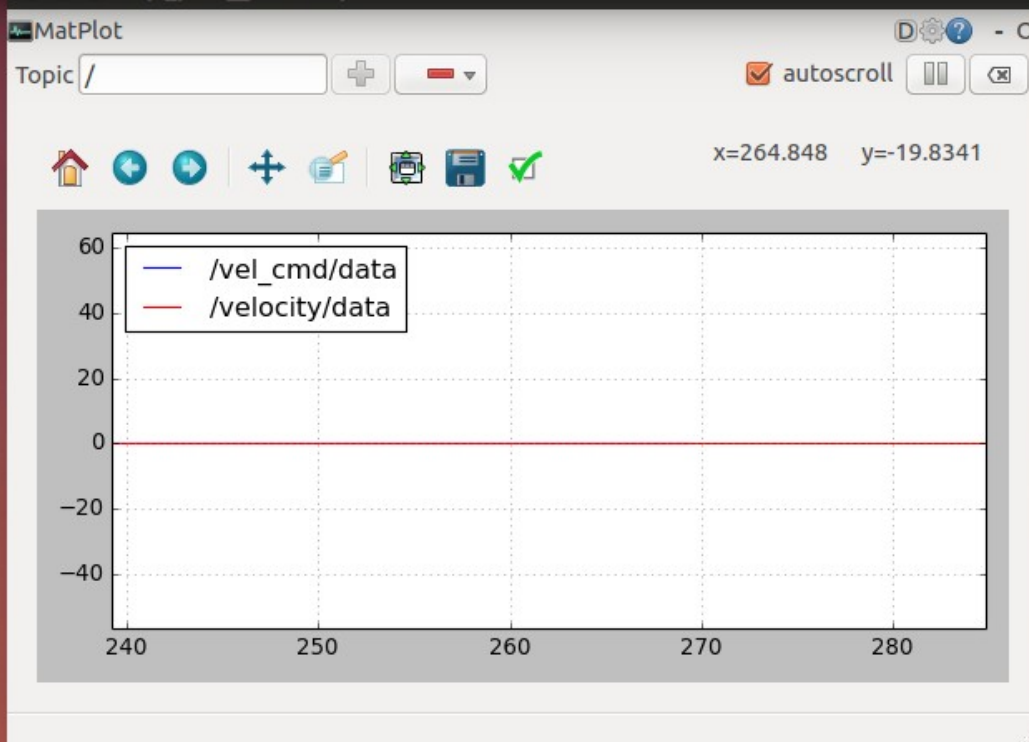 MatPlot D ? -
Topic / autoscroll
x=264.848 y=-19.8341
60
/vel_cmd/data
/velocity/data
40
20
0
−20
−40
240 250 260 270 280